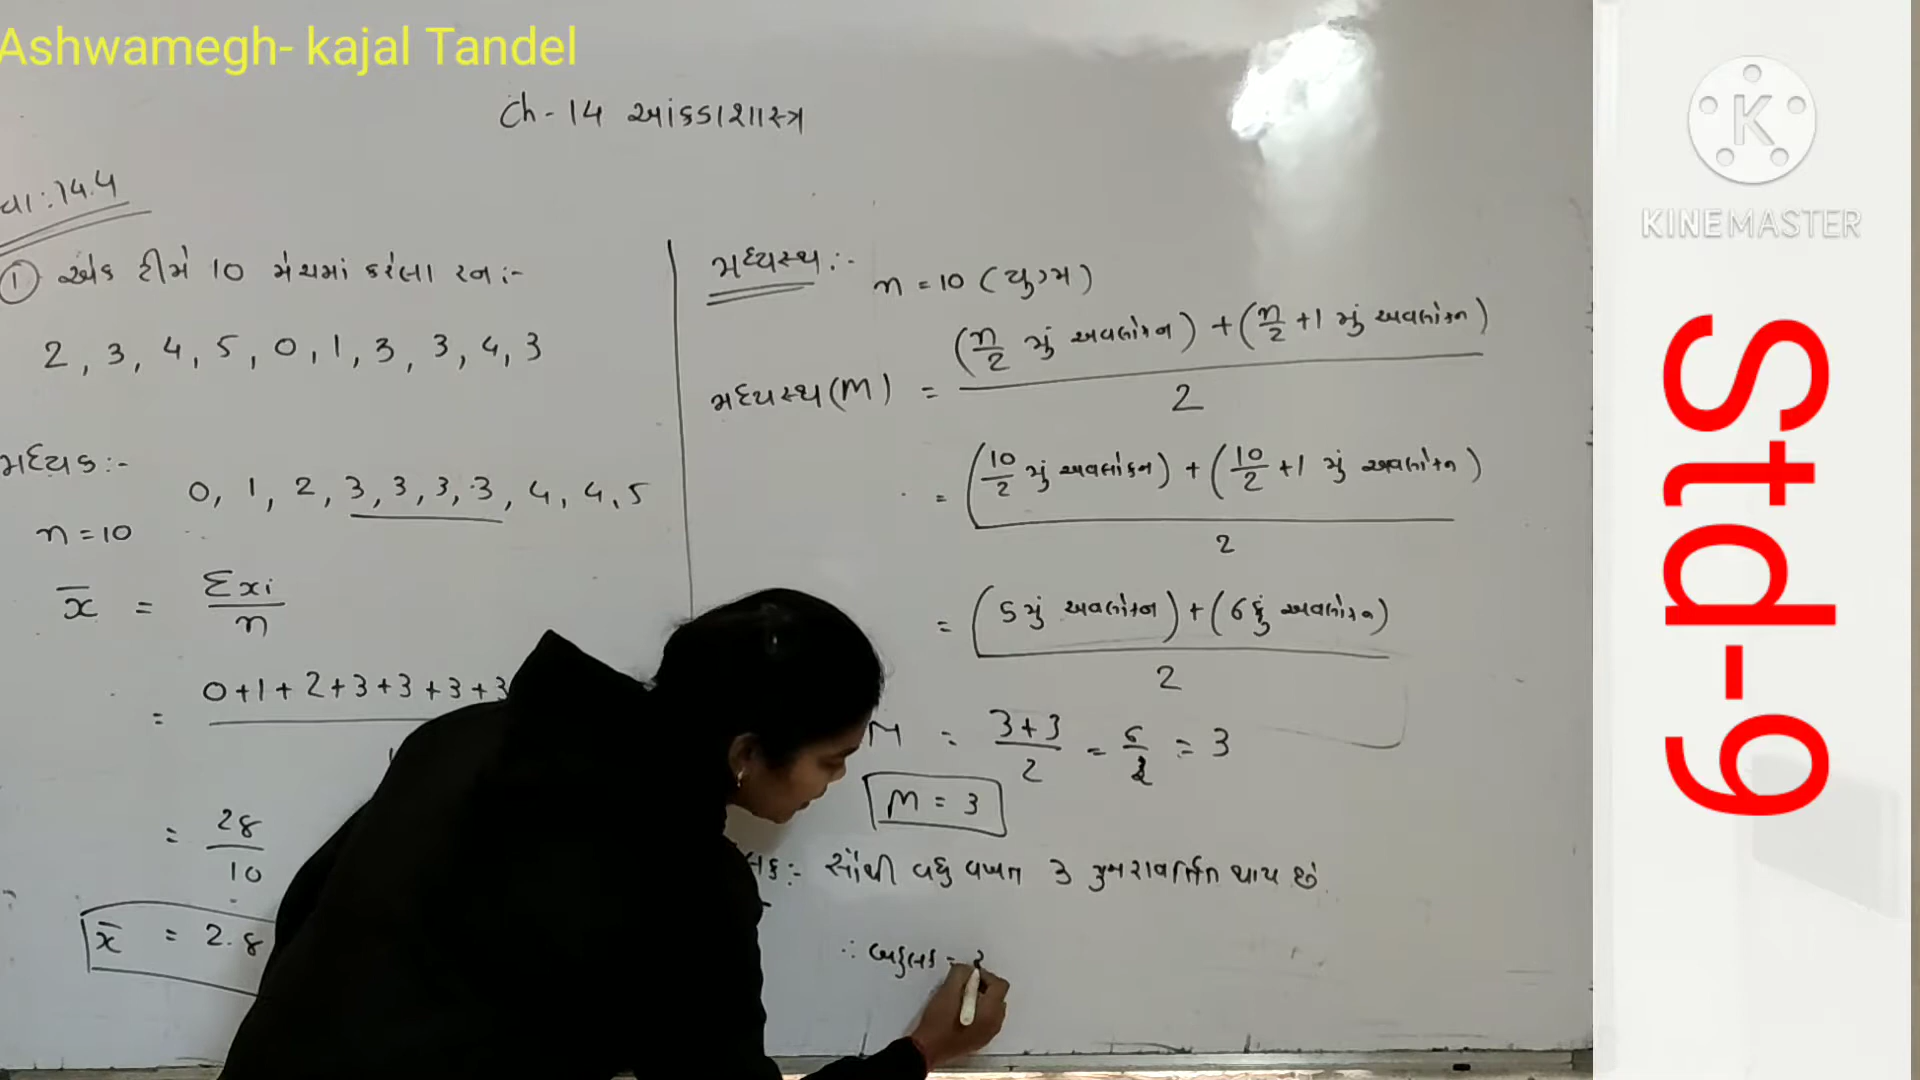 Ashwamegh- kajal Tandel
Ch - 14 આંકડાશાસ્ત્ર
14.4
① એક ટીમે 10 મેચમાં કરેલા રન :-
2, 3, 4, 5, 0, 1, 3, 3, 4, 3
મધ્યક :-
0, 1, 2, 3, 3, 3, 3, 4, 4, 5
n = 10
x̄ = Σxi / n
= 0+1+2+3+3+3+3
= 28 / 10
x̄ = 2.8
મધ્યસ્થ :-
n = 10 (યુગ્મ)
મધ્યસ્થ (M) = (n/2 મું અવલોકન) + (n/2 +1 મું અવલોકન) / 2
= (10/2 મું અવલોકન) + (10/2 +1 મું અવલોકન) / 2
= (5 મું અવલોકન) + (6 ઠ્ઠું અવલોકન) / 2
M = 3+3 / 2 = 6/2 = 3
M = 3
લક :- સૌથી વધુ વખત 3 પુનરાવર્તિત થાય છે.
∴ બહુલક =
K
KINEMASTER
Std-9